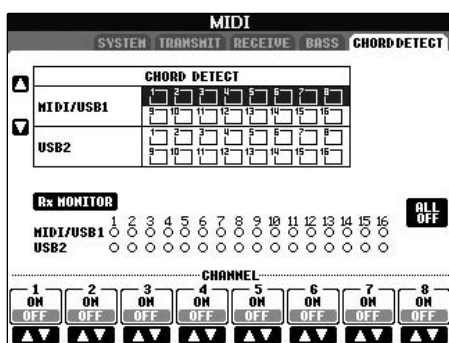 MIDI
SYSTEM TRANSMIT RECEIVE BASS CHORD DETECT
CHORD DETECT
MIDI/USB1
1 2 3 4 5 6 7 8
9 10 11 12 13 14 15 16
USB2
1 2 3 4 5 6 7 8
9 10 11 12 13 14 15 16
Rx MONITOR
ALL OFF
1 2 3 4 5 6 7 8 9 10 11 12 13 14 15 16
MIDI/USB1
USB2
CHANNEL
1 2 3 4 5 6 7 8
ON ON ON ON ON ON ON ON
OFF OFF OFF OFF OFF OFF OFF OFF